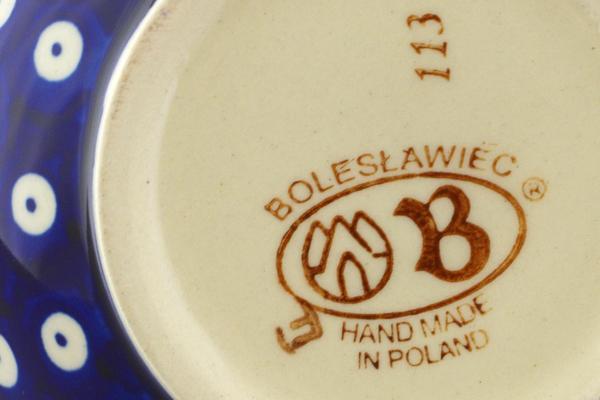 113
BOLESŁAWIEC ®
B
E
HAND MADE
IN POLAND